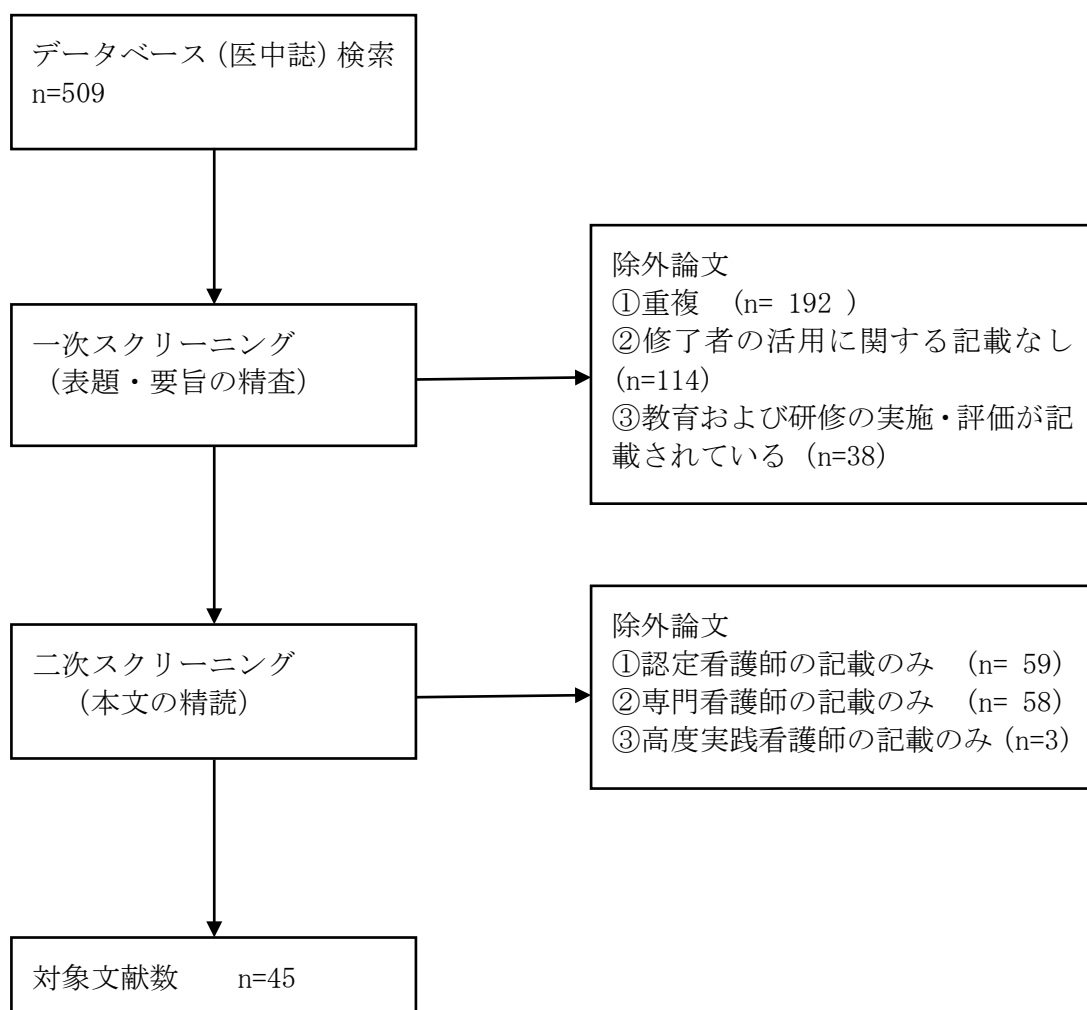 データベース（医中誌）検索
n=509
除外論文
①重複　（n= 192 ）
②修了者の活用に関する記載なし
(n=114)
③教育および研修の実施・評価が記
載されている（n=38)
一次スクリーニング
（表題・要旨の精査）
除外論文
①認定看護師の記載のみ　（n= 59）
②専門看護師の記載のみ　（n= 58）
③高度実践看護師の記載のみ（n=3)
二次スクリーニング
（本文の精読）
対象文献数　　n=45